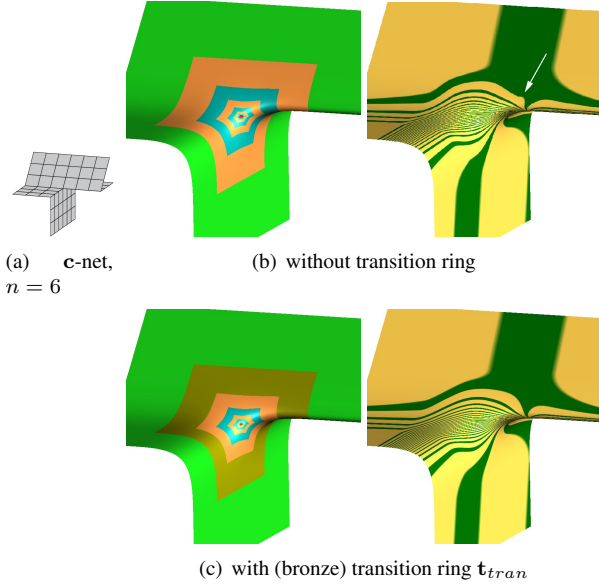 (a) c-net,
n = 6
(b) without transition ring
(c) with (bronze) transition ring t_tran